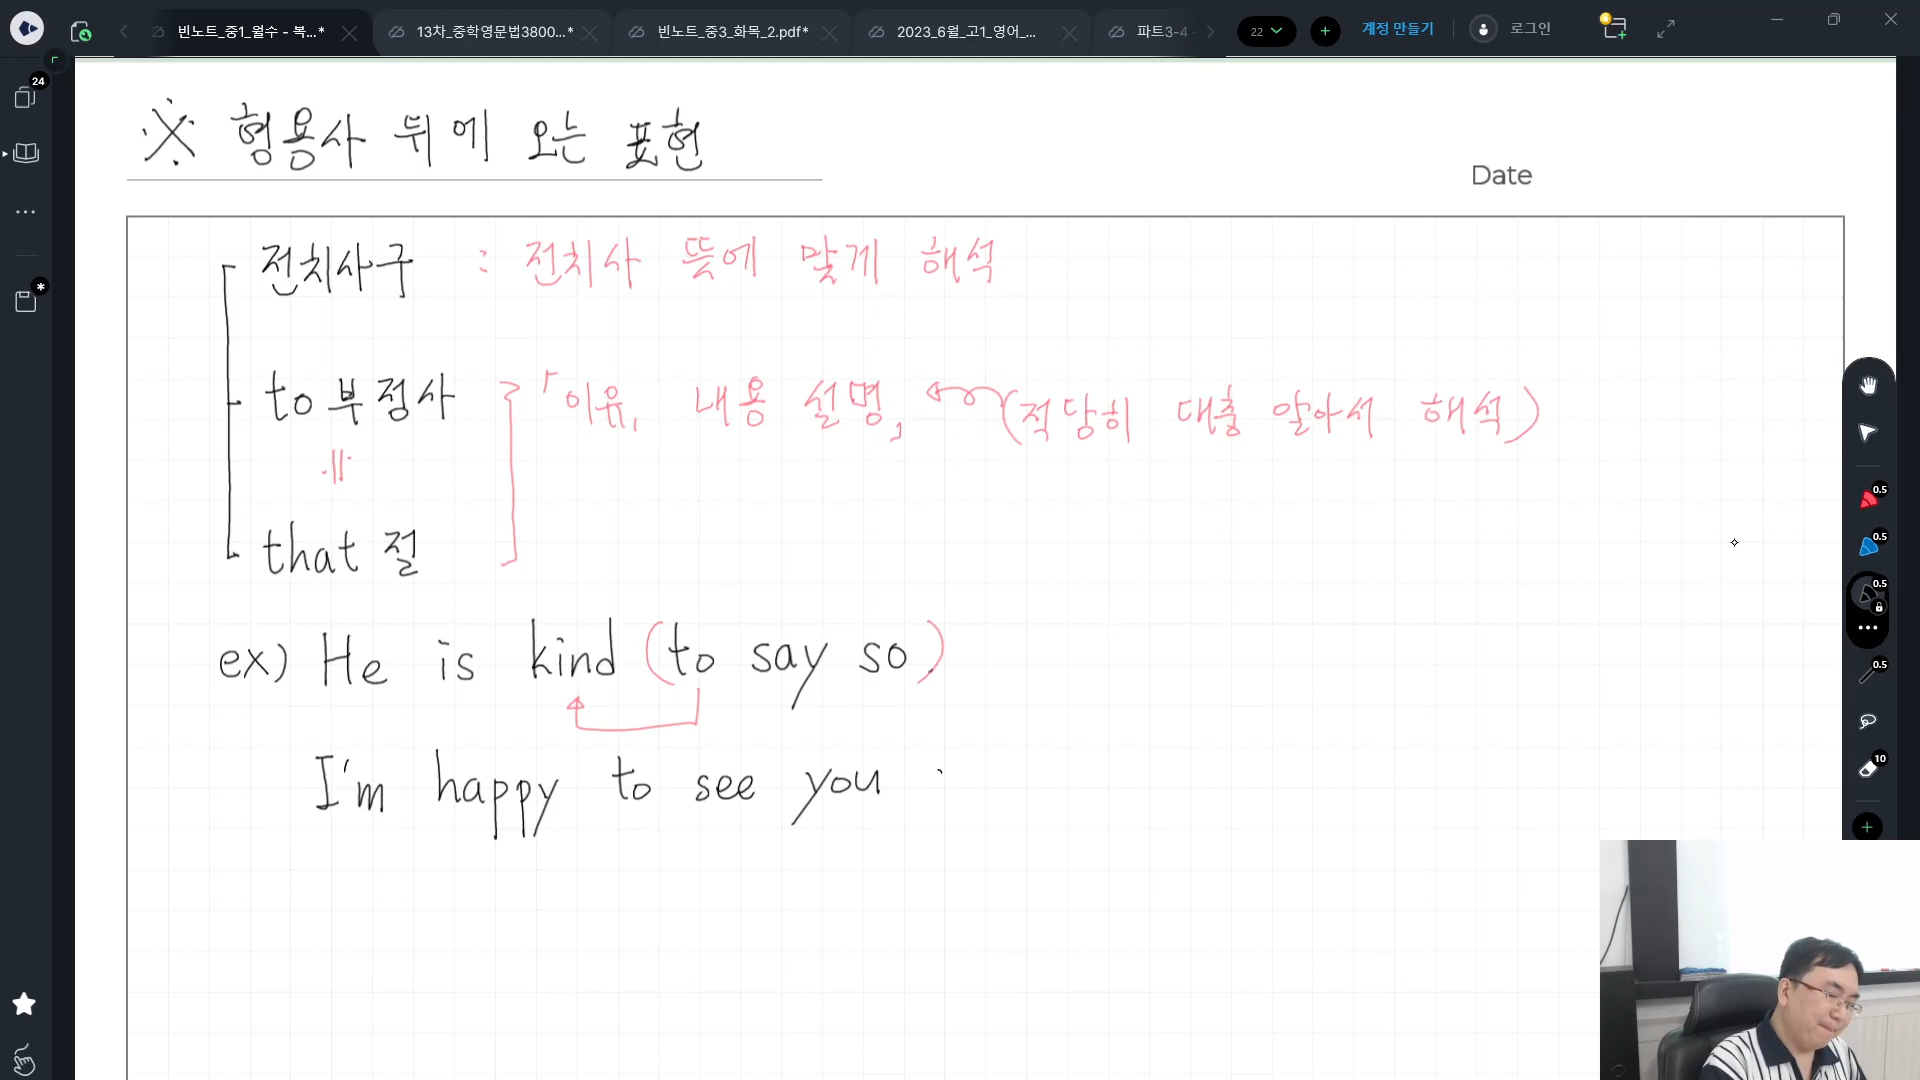 빈노트_중1_월수 - 복...* 13차_중학영문법3800...* 빈노트_중3_화목_2.pdf* 2023_6월_고1_영어_... 파트3-4 22 계정 만들기 로그인
24
※ 형용사 뒤에 오는 표현
Date
전치사구 : 전치사 뜻에 맞게 해석
to부정사 「이유, 내용 설명」 (적당히 대충 알아서 해석)
that 절
ex) He is kind (to say so.)
I'm happy to see you
0.5
0.5
0.5
0.5
10